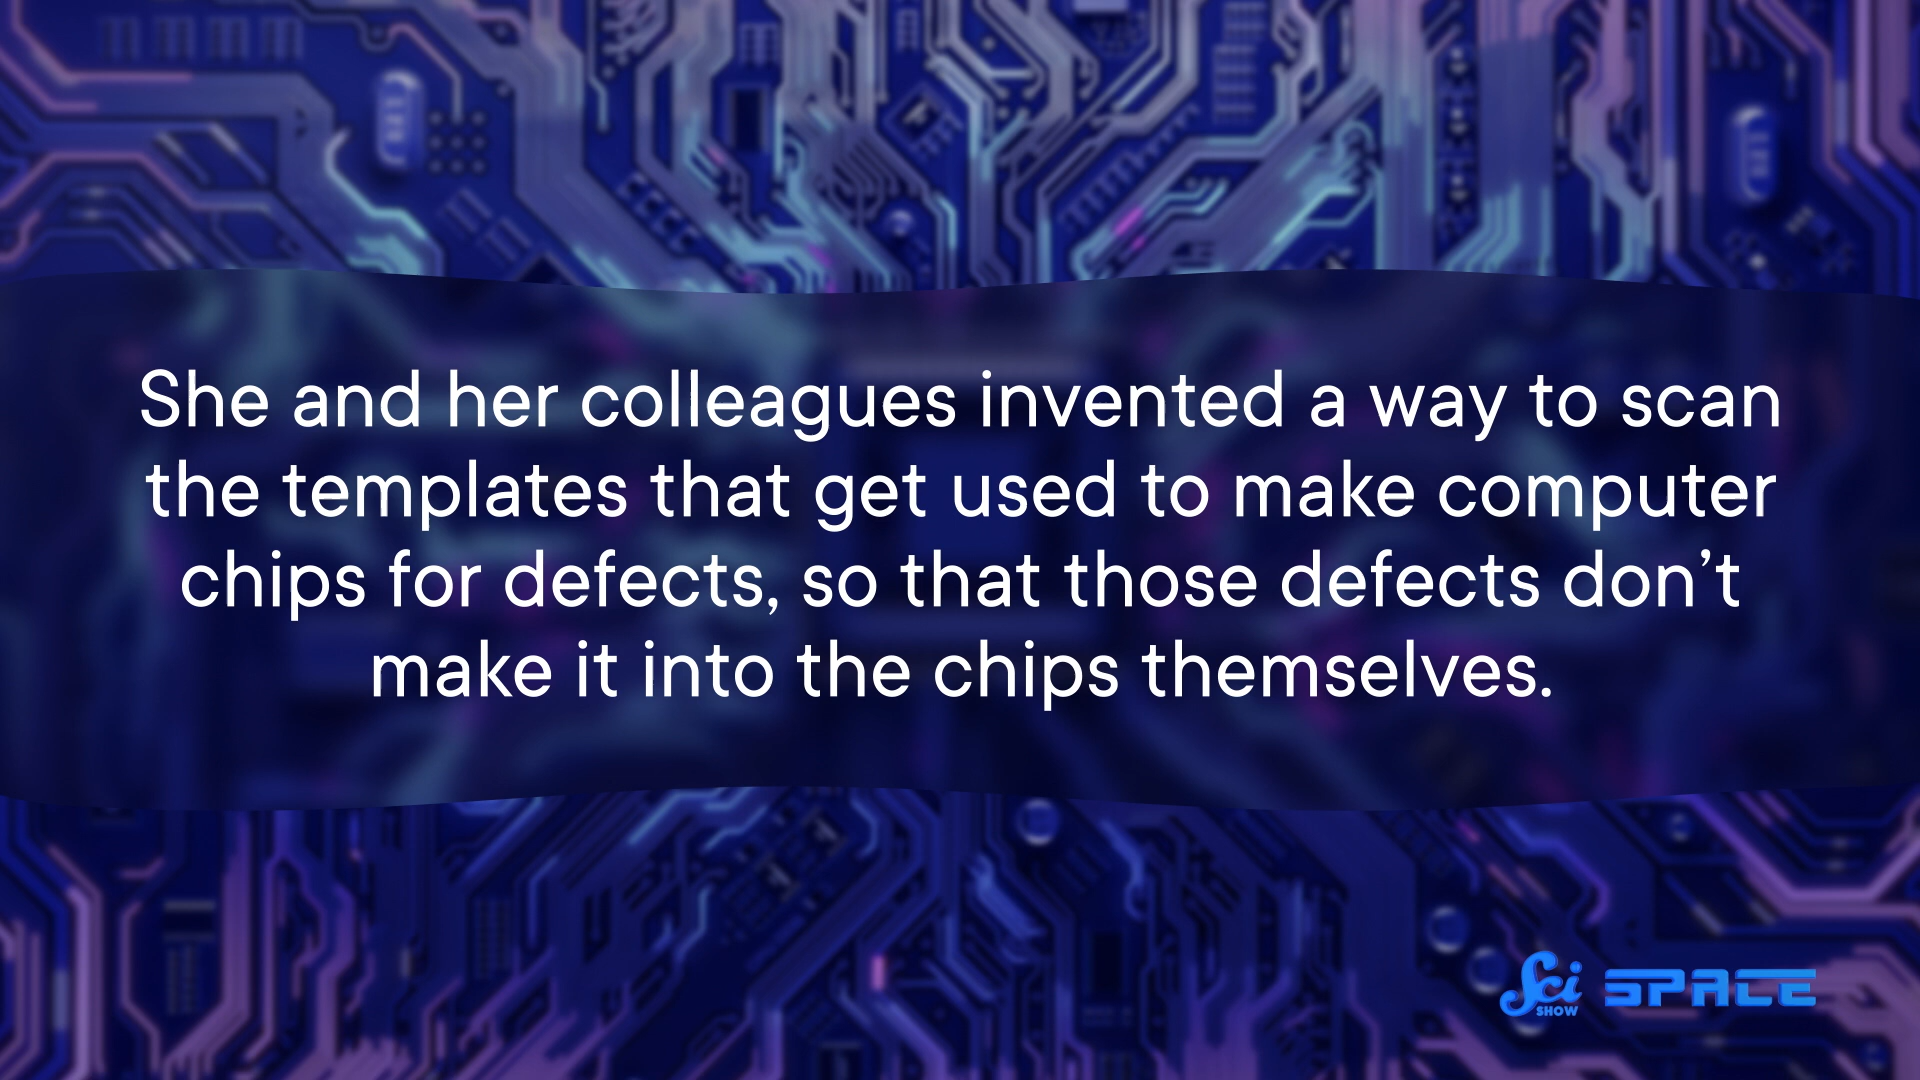 She and her colleagues invented a way to scan
the templates that get used to make computer
chips for defects, so that those defects don’t
make it into the chips themselves.
Sci SHOW SPACE